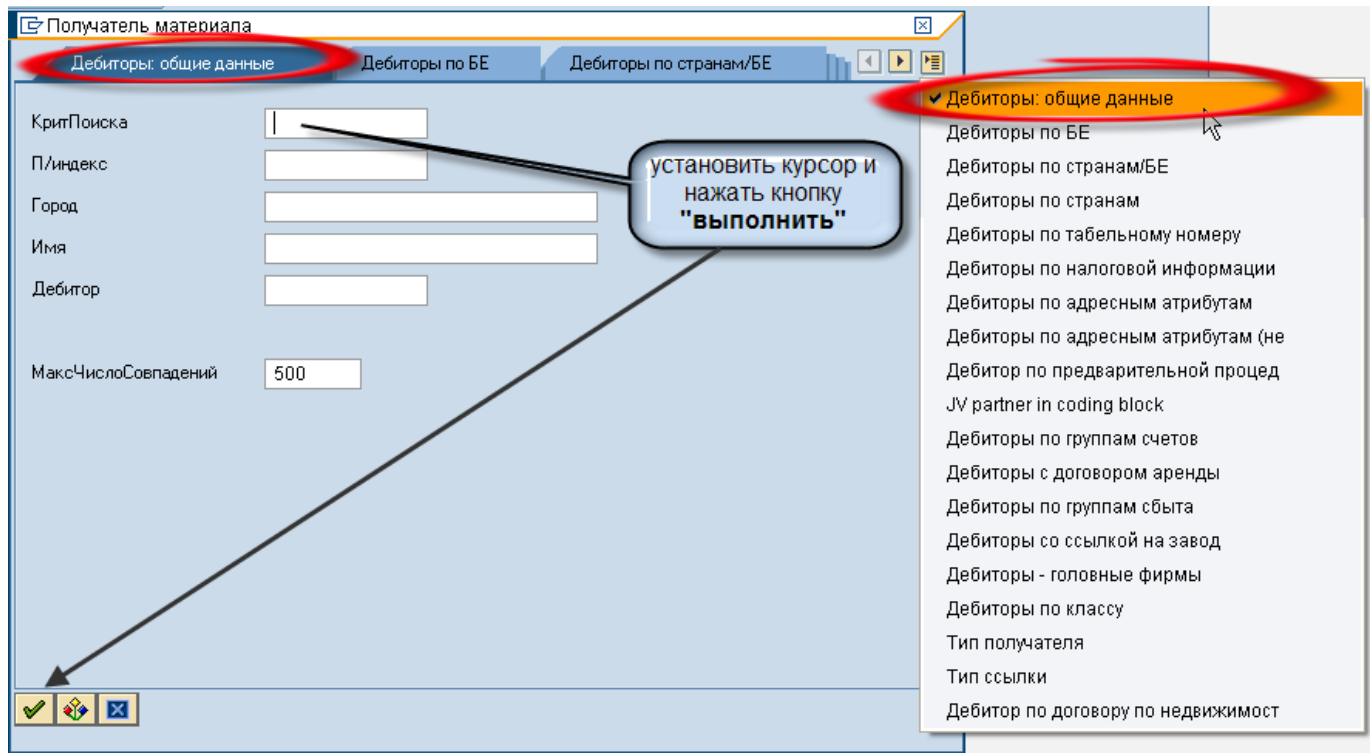 Получатель материала
Дебиторы: общие данные
Дебиторы по БЕ
Дебиторы по странам/БЕ
КритПоиска
П/индекс
Город
Имя
Дебитор
МаксЧислоСовпадений
500
установить курсор и
нажать кнопку
"выполнить"
Дебиторы: общие данные
Дебиторы по БЕ
Дебиторы по странам/БЕ
Дебиторы по странам
Дебиторы по табельному номеру
Дебиторы по налоговой информации
Дебиторы по адресным атрибутам
Дебиторы по адресным атрибутам (не
Дебитор по предварительной процед
JV partner in coding block
Дебиторы по группам счетов
Дебиторы с договором аренды
Дебиторы по группам сбыта
Дебиторы со ссылкой на завод
Дебиторы - головные фирмы
Дебиторы по классу
Тип получателя
Тип ссылки
Дебитор по договору по недвижимост